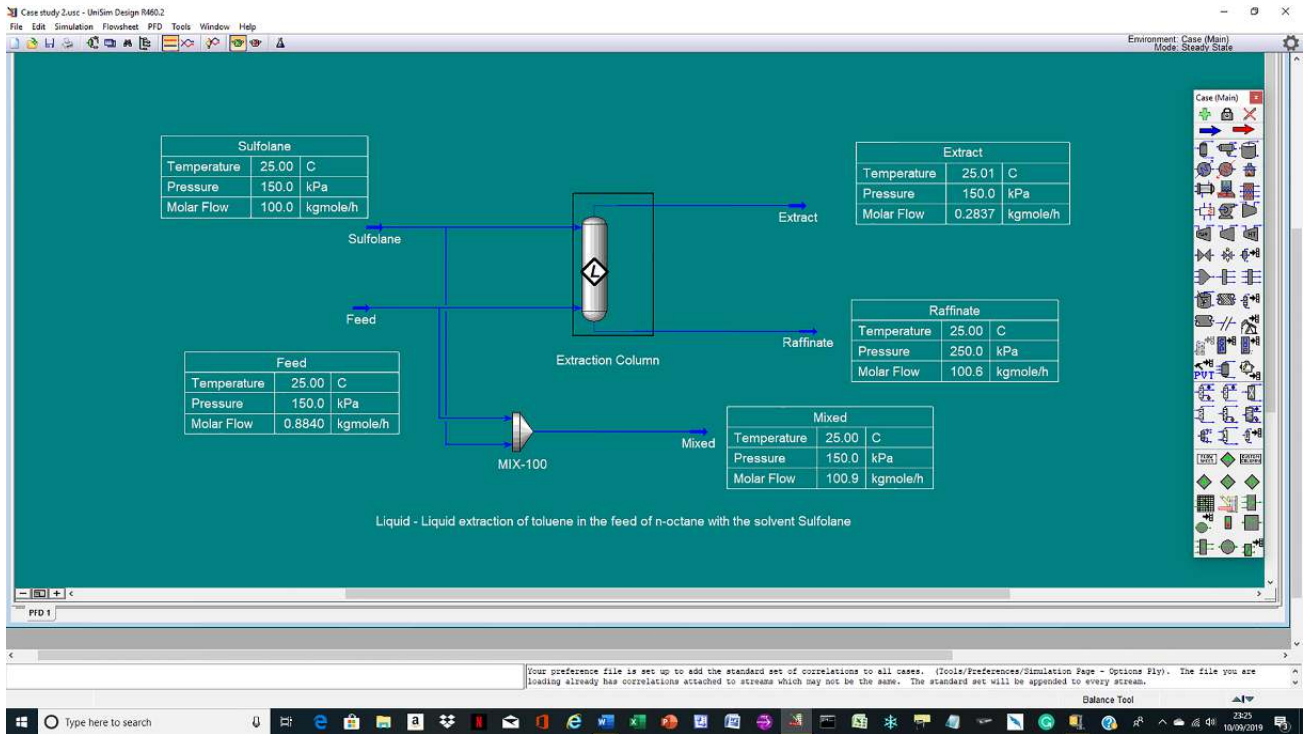 Case study 2.usc - UniSim Design R460.2
File Edit Simulation Flowsheet PFD Tools Window Help
Environment: Case (Main)
Mode: Steady State
Case (Main)
Sulfolane
Temperature 25.00 C
Pressure 150.0 kPa
Molar Flow 100.0 kgmole/h
Extract
Temperature 25.01 C
Pressure 150.0 kPa
Molar Flow 0.2837 kgmole/h
Extract
Sulfolane
L
Feed
Raffinate
Temperature 25.00 C
Pressure 250.0 kPa
Molar Flow 100.6 kgmole/h
Raffinate
Extraction Column
Feed
Temperature 25.00 C
Pressure 150.0 kPa
Molar Flow 0.8840 kgmole/h
Mixed
Temperature 25.00 C
Pressure 150.0 kPa
Molar Flow 100.9 kgmole/h
Mixed
MIX-100
PVT
Liquid - Liquid extraction of toluene in the feed of n-octane with the solvent Sulfolane
PFD 1
Your preference file is set up to add the standard set of correlations to all cases. (Tools/Preferences/Simulation Page - Options Ply). The file you are
loading already has correlations attached to streams which may not be the same. The standard set will be appended to every stream.
Balance Tool
Type here to search
23:25
10/09/2019